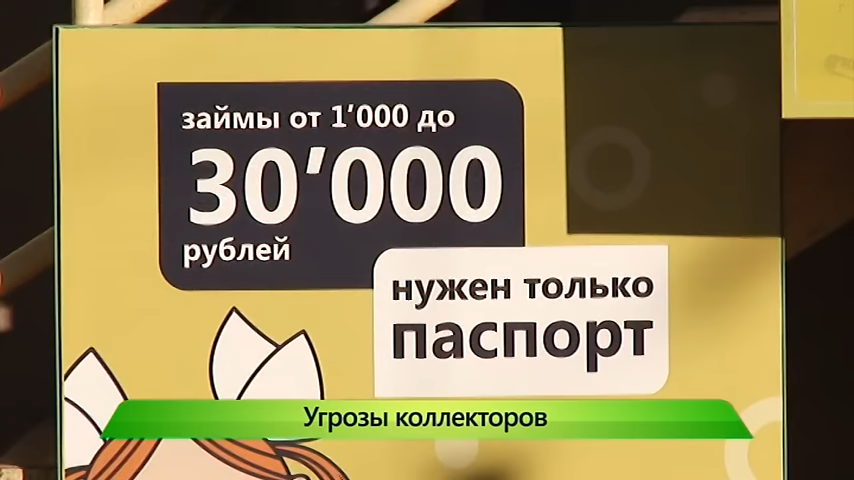 займы от 1’000 до
30’000
рублей
нужен только
паспорт
Угрозы коллекторов